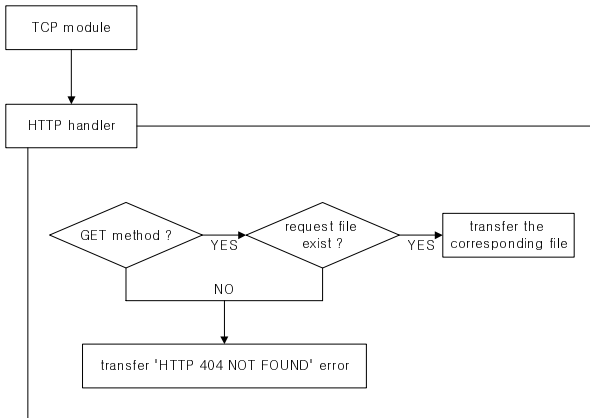 TCP module
HTTP handler
GET method ?
YES
request file
exist ?
YES
transfer the
corresponding file
NO
transfer "HTTP 404 NOT FOUND" error